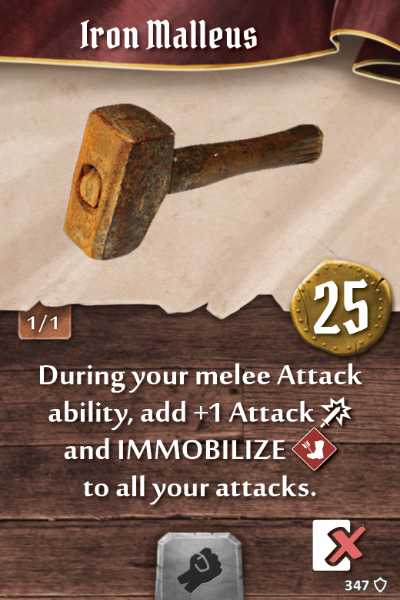 Iron Malleus
1/1
25
During your melee Attack
ability, add +1 Attack
and IMMOBILIZE
to all your attacks.
347